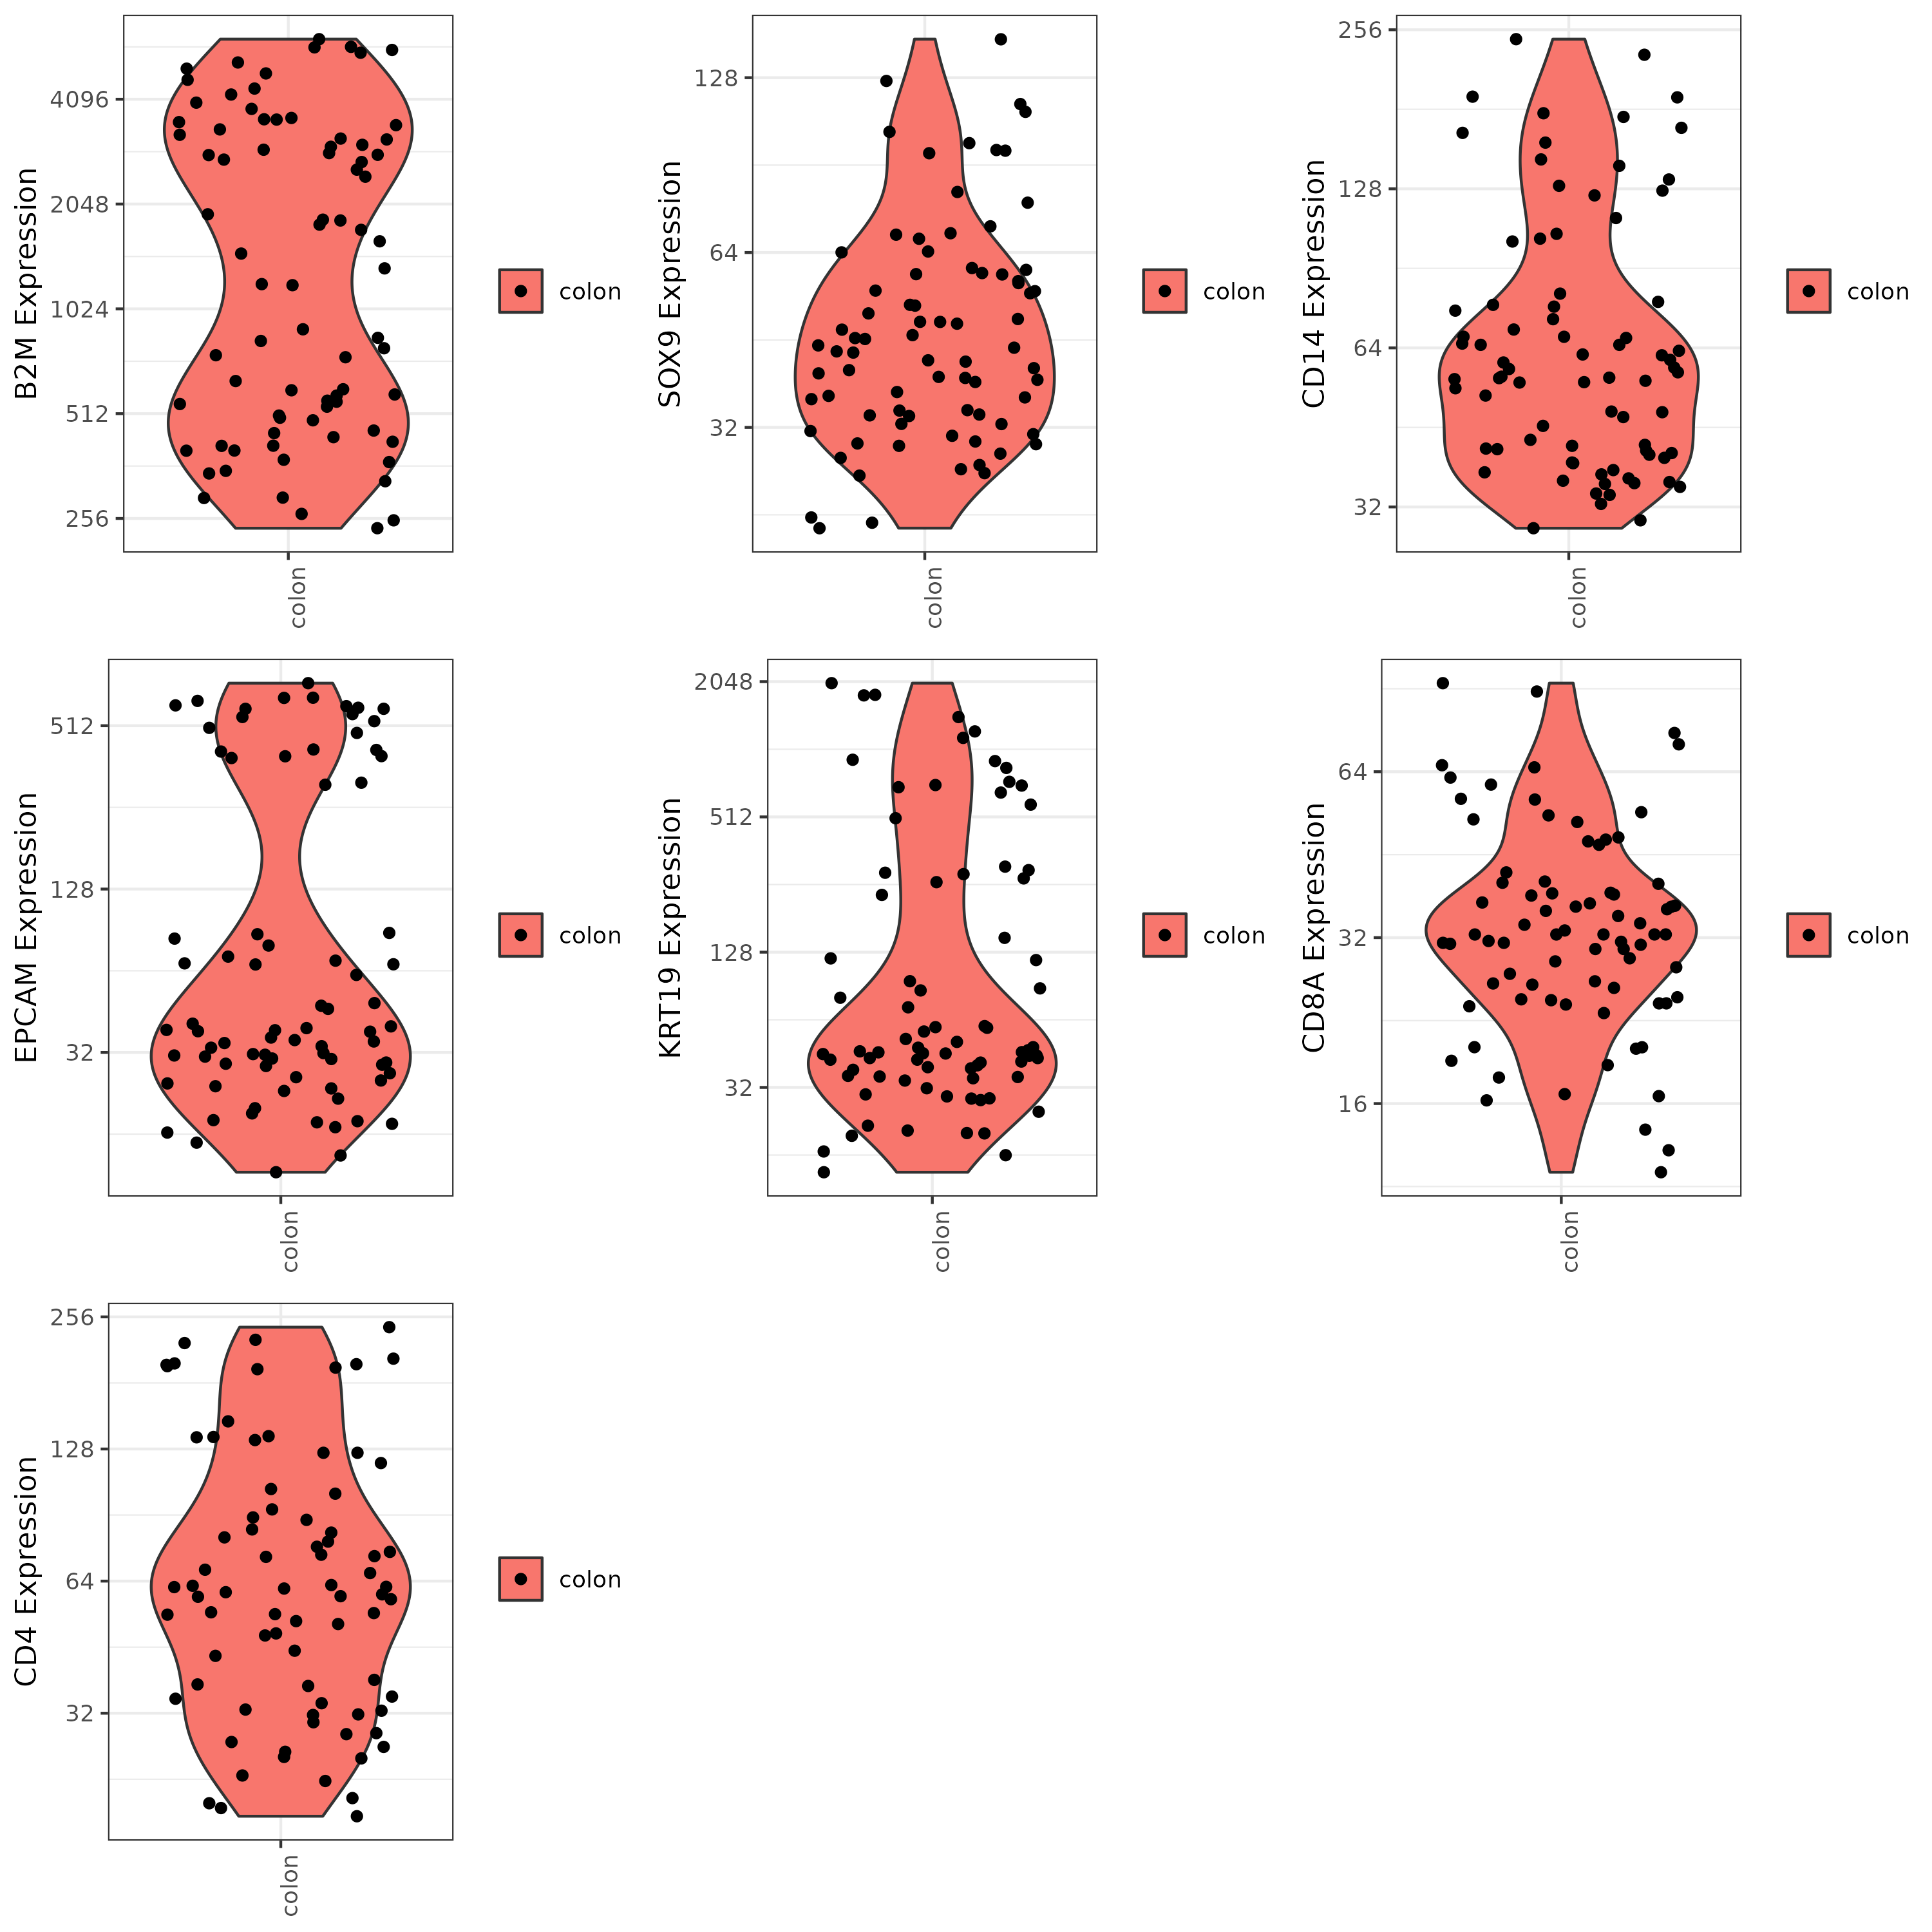 B2M Expression
4096
2048
1024
512
256
colon
colon
SOX9 Expression
128
64
32
colon
colon
CD14 Expression
256
128
64
32
colon
colon
EPCAM Expression
512
128
32
colon
colon
KRT19 Expression
2048
512
128
32
colon
colon
CD8A Expression
64
32
16
colon
colon
CD4 Expression
256
128
64
32
colon
colon